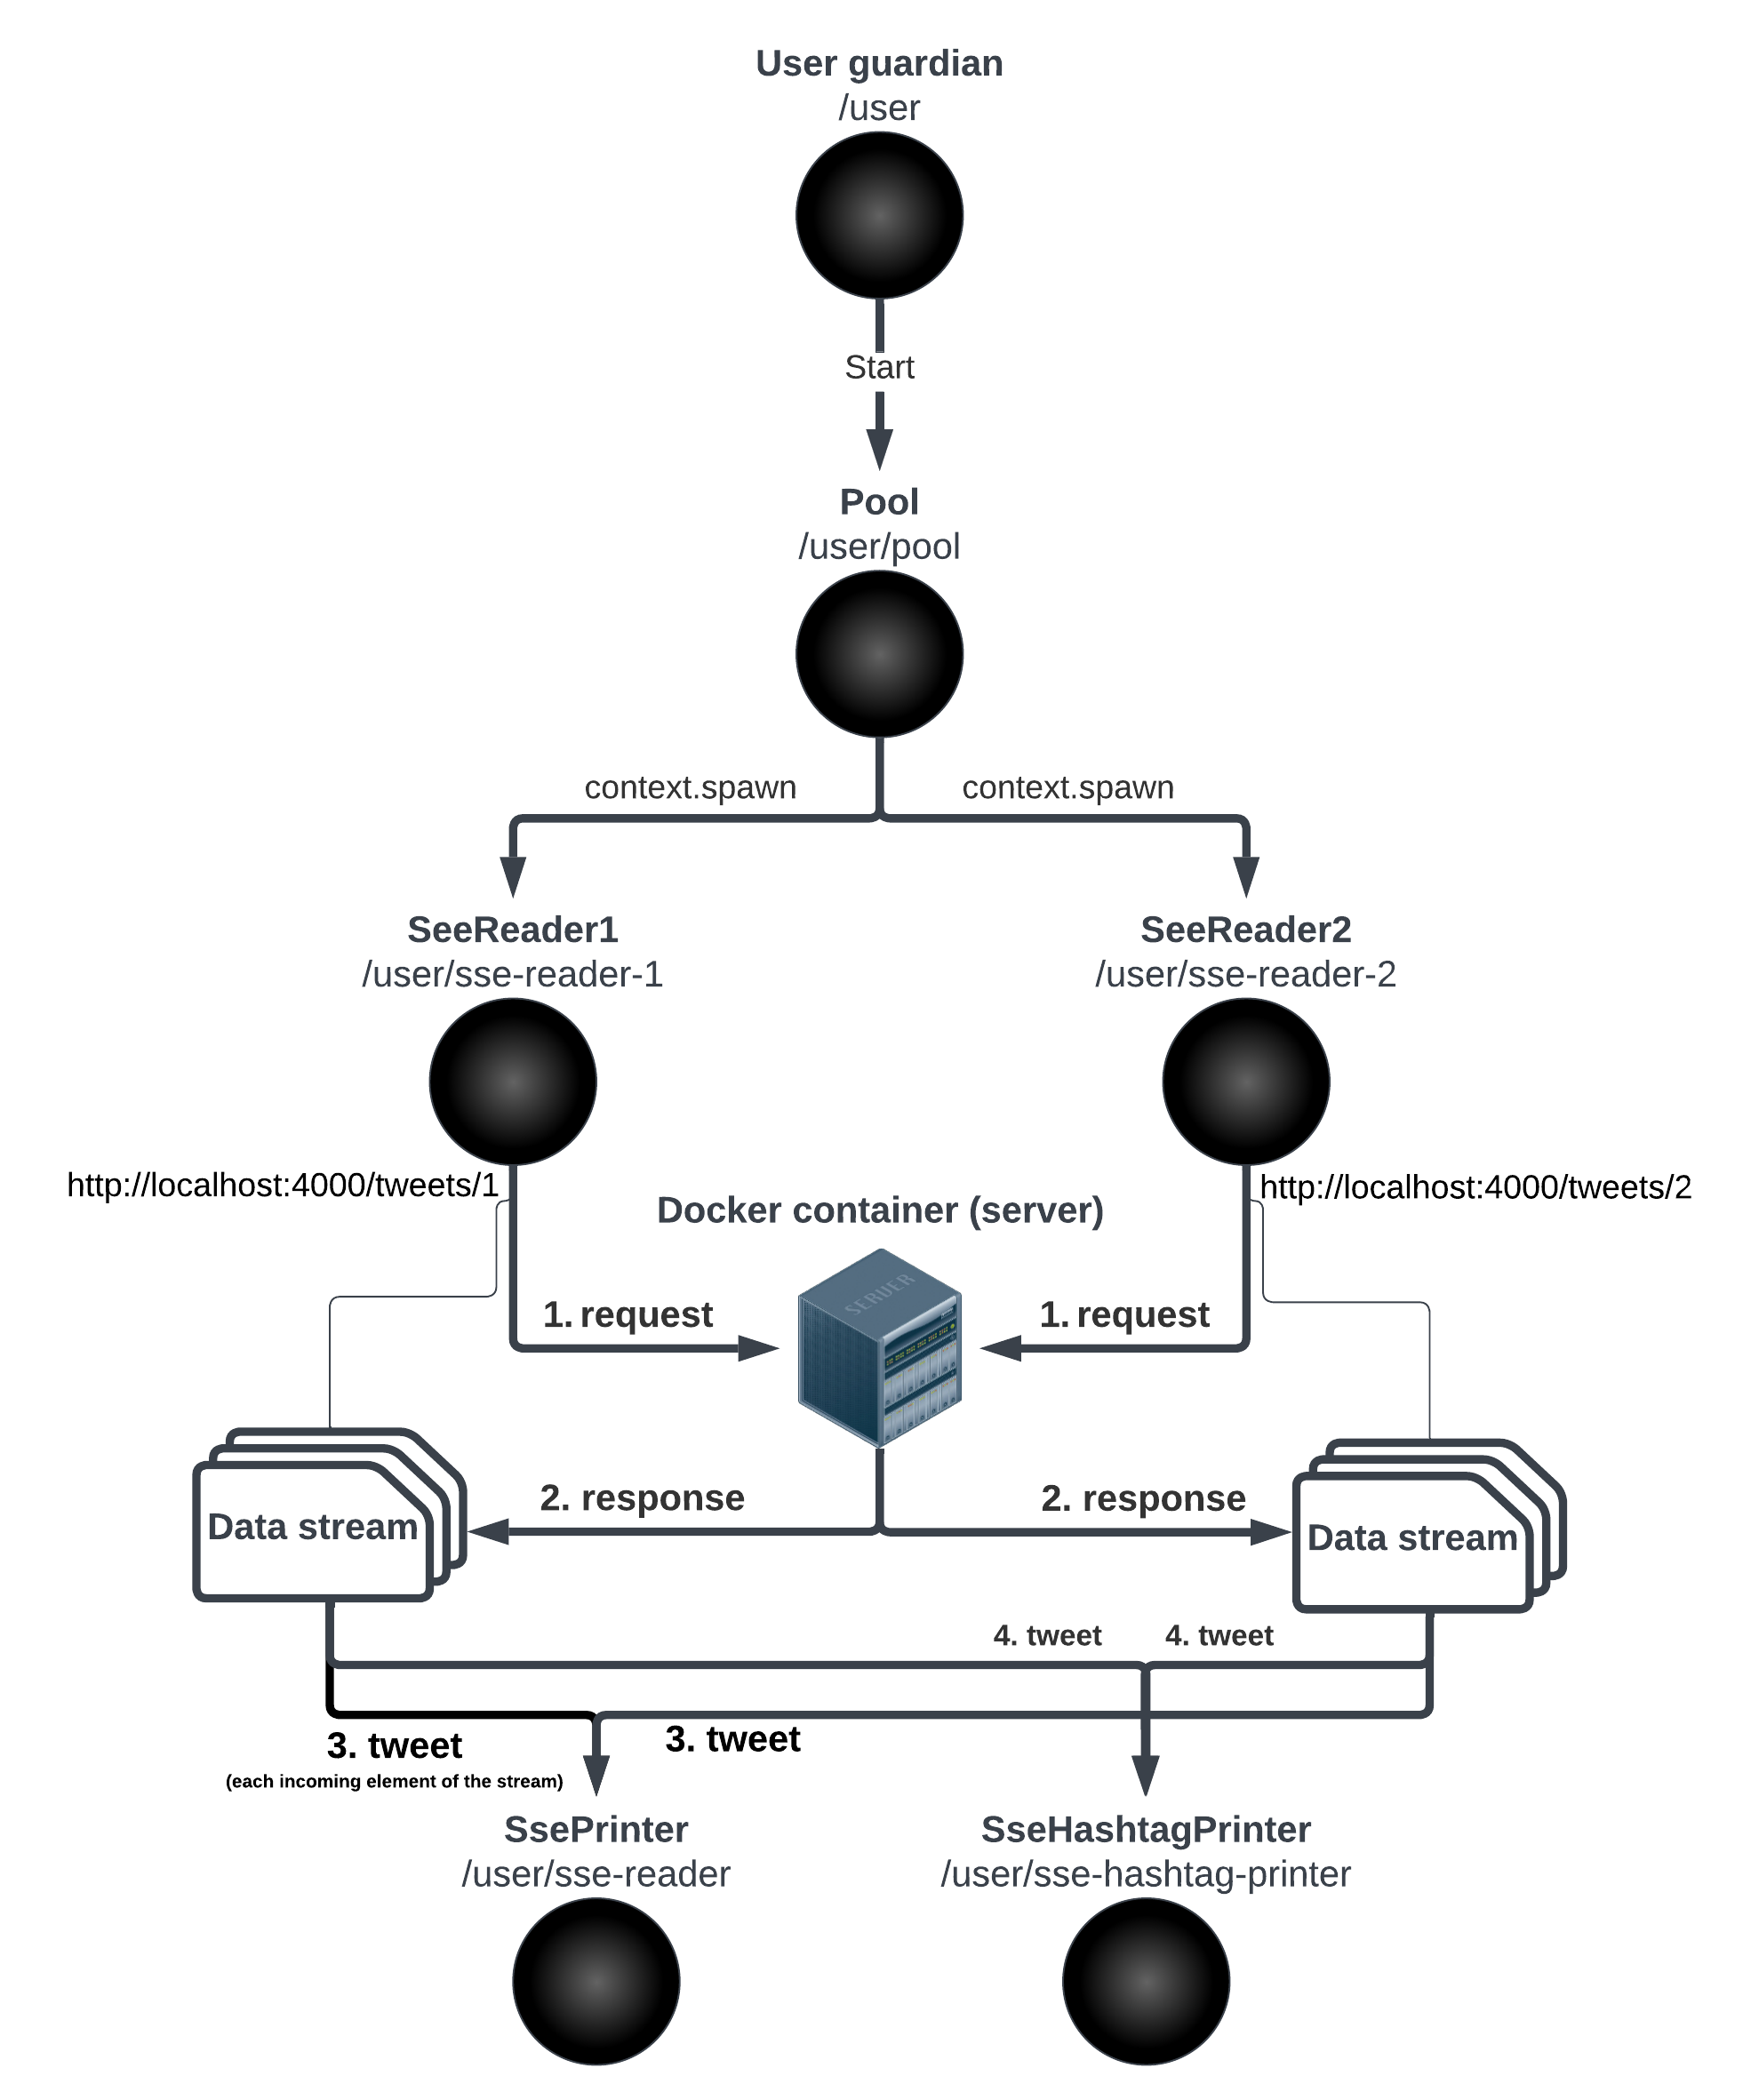 User guardian
/user
Start
Pool
/user/pool
context.spawn
context.spawn
SeeReader1
/user/sse-reader-1
SeeReader2
/user/sse-reader-2
http://localhost:4000/tweets/1
http://localhost:4000/tweets/2
Docker container (server)
SERVER
1. request
1. request
2. response
2. response
Data stream
Data stream
4. tweet
4. tweet
3. tweet
(each incoming element of the stream)
3. tweet
SsePrinter
/user/sse-reader
SseHashtagPrinter
/user/sse-hashtag-printer